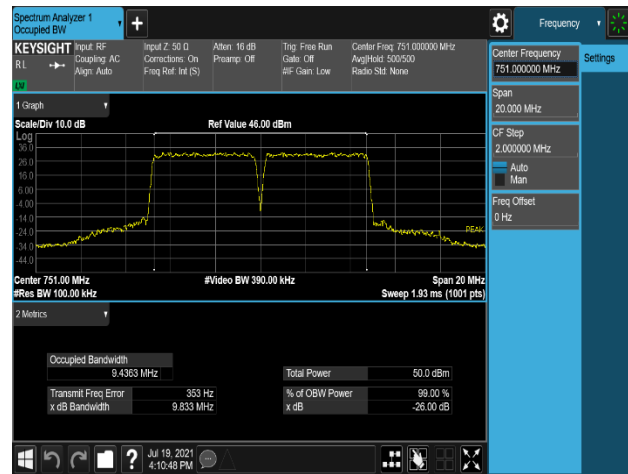 Spectrum Analyzer 1
Occupied BW
Frequency
KEYSIGHT
Input: RF
Coupling: AC
Align: Auto
Input Z: 50 Ω
Corrections: On
Freq Ref: Int (S)
Atten: 16 dB
Preamp: Off
Trig: Free Run
Gate: Off
#IF Gain: Low
Center Freq: 751.000000 MHz
Avg|Hold: 500/500
Radio Std: None
R L
LW
Center Frequency
751.000000 MHz
Settings
Span
20.000 MHz
CF Step
2.000000 MHz
Auto
Man
Freq Offset
0 Hz
1 Graph
Scale/Div 10.0 dB
Ref Value 46.00 dBm
Log
36.0
26.0
16.0
6.00
-4.00
-14.0
-24.0
-34.0
-44.0
PEAK
Center 751.00 MHz
#Video BW 390.00 kHz
Span 20 MHz
#Res BW 100.00 kHz
Sweep 1.93 ms (1001 pts)
2 Metrics
Occupied Bandwidth
9.4363 MHz
Total Power
50.0 dBm
Transmit Freq Error
353 Hz
% of OBW Power
99.00 %
x dB Bandwidth
9.833 MHz
x dB
-26.00 dB
Jul 19, 2021
4:10:48 PM